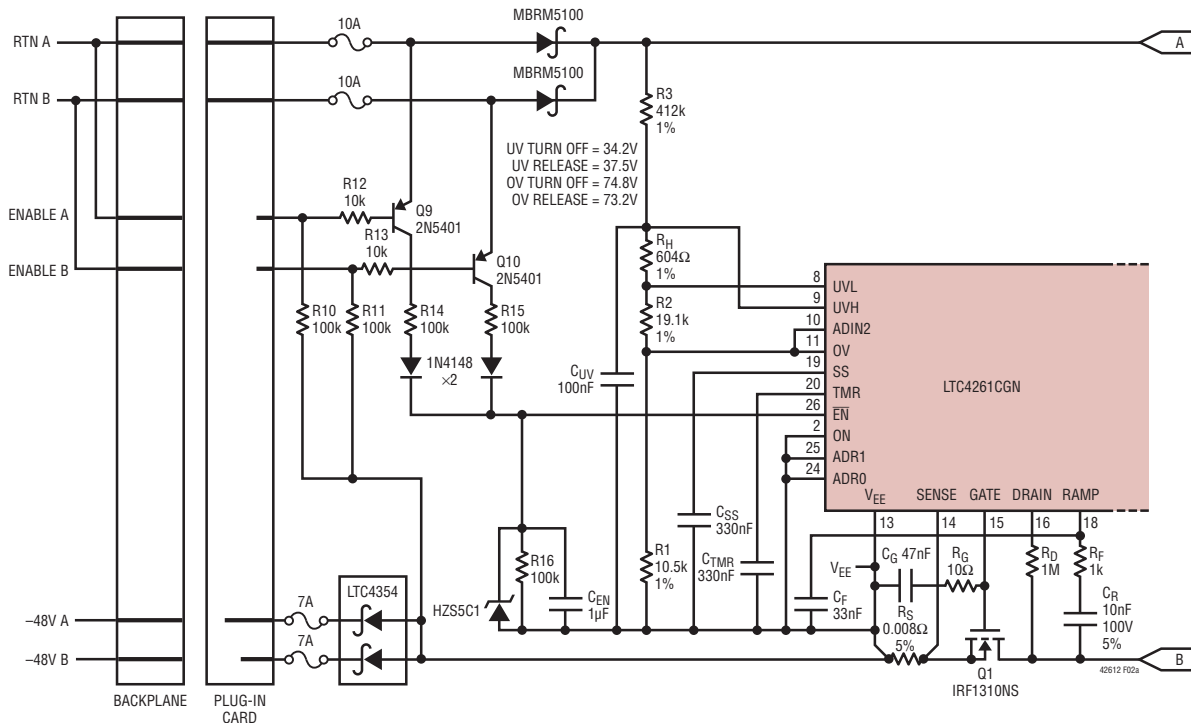 RTN A
RTN B
ENABLE A
ENABLE B
–48V A
–48V B
BACKPLANE
PLUG-IN
CARD
10A
10A
MBRM5100
MBRM5100
R3
412k
1%
UV TURN OFF = 34.2V
UV RELEASE = 37.5V
OV TURN OFF = 74.8V
OV RELEASE = 73.2V
R12
10k
Q9
2N5401
R13
10k
Q10
2N5401
RH
604Ω
1%
R10
100k
R11
100k
R14
100k
R15
100k
R2
19.1k
1%
1N4148
×2
CUV
100nF
8 UVL
9 UVH
10 ADIN2
11 OV
19 SS
20 TMR
26 EN
2 ON
25 ADR1
24 ADR0
LTC4261CGN
VEE SENSE GATE DRAIN RAMP
13 14 15 16 18
CSS
330nF
CTMR
330nF
R1
10.5k
1%
R16
100k
HZS5C1
CEN
1µF
VEE
CG 47nF
RG
10Ω
RD
1M
RF
1k
CF
33nF
RS
0.008Ω
5%
CR
10nF
100V
5%
Q1
IRF1310NS
7A
7A
LTC4354
A
B
42612 F02a